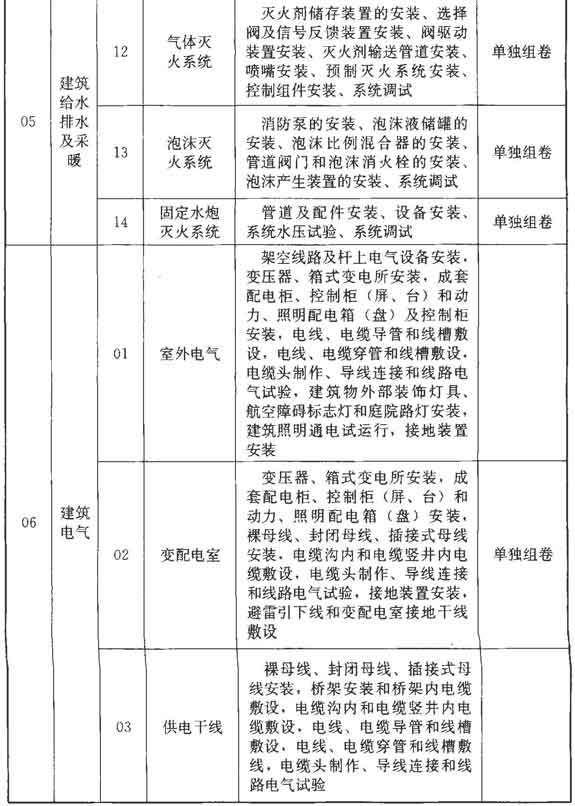 05
建筑
给水
排水
及采
暖
12
气体灭
火系统
灭火剂储存装置的安装、选择
阀及信号反馈装置安装、阀驱动
装置安装、灭火剂输送管道安装、
喷嘴安装、预制灭火系统安装、
控制组件安装、系统调试
单独组卷
13
泡沫灭
火系统
消防泵的安装、泡沫液储罐的
安装、泡沫比例混合器的安装、
管道阀门和泡沫消火栓的安装、
泡沫产生装置的安装、系统调试
单独组卷
14
固定水炮
灭火系统
管道及配件安装、设备安装、
系统水压试验、系统调试
单独组卷
06
建筑
电气
01
室外电气
架空线路及杆上电气设备安装，
变压器、箱式变电所安装，成套
配电柜、控制柜（屏、台）和动
力、照明配电箱（盘）及控制柜
安装，电线、电缆导管和线槽敷
设，电线、电缆穿管和线槽敷设，
电缆头制作、导线连接和线路电
气试验，建筑物外部装饰灯具、
航空障碍标志灯和庭院路灯安装，
建筑照明通电试运行，接地装置
安装
02
变配电室
变压器、箱式变电所安装，成
套配电柜、控制柜（屏、台）和
动力、照明配电箱（盘）安装，
裸母线、封闭母线、插接式母线
安装，电缆沟内和电缆竖井内电
缆敷设，电缆头制作、导线连接
和线路电气试验，接地装置安装，
避雷引下线和变配电室接地干线
敷设
单独组卷
03
供电干线
裸母线、封闭母线、插接式母
线安装，桥架安装和桥架内电缆
敷设，电缆沟内和电缆竖井内电
缆敷设，电线、电缆导管和线槽
敷设，电线、电缆穿管和线槽敷
线，电缆头制作、导线连接和线
路电气试验